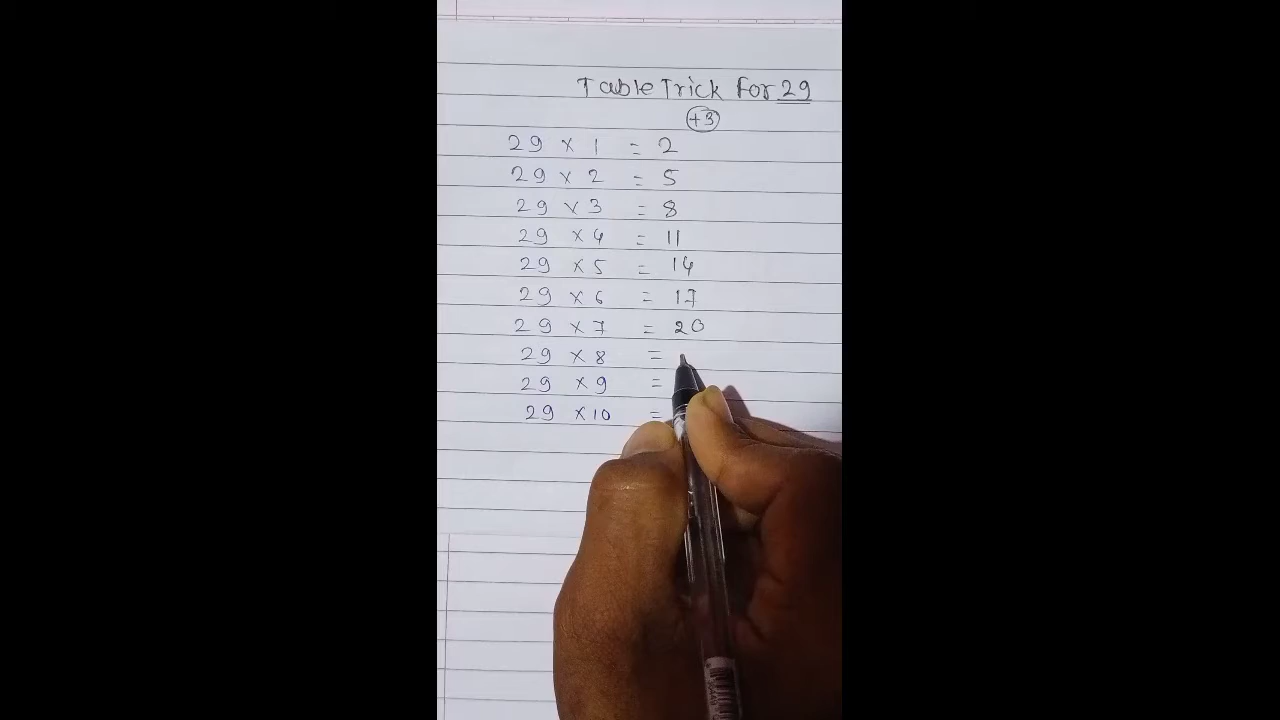 Table Trick For 29
+3
29 × 1 = 2
29 × 2 = 5
29 × 3 = 8
29 × 4 = 11
29 × 5 = 14
29 × 6 = 17
29 × 7 = 20
29 × 8 =
29 × 9 =
29 × 10 =